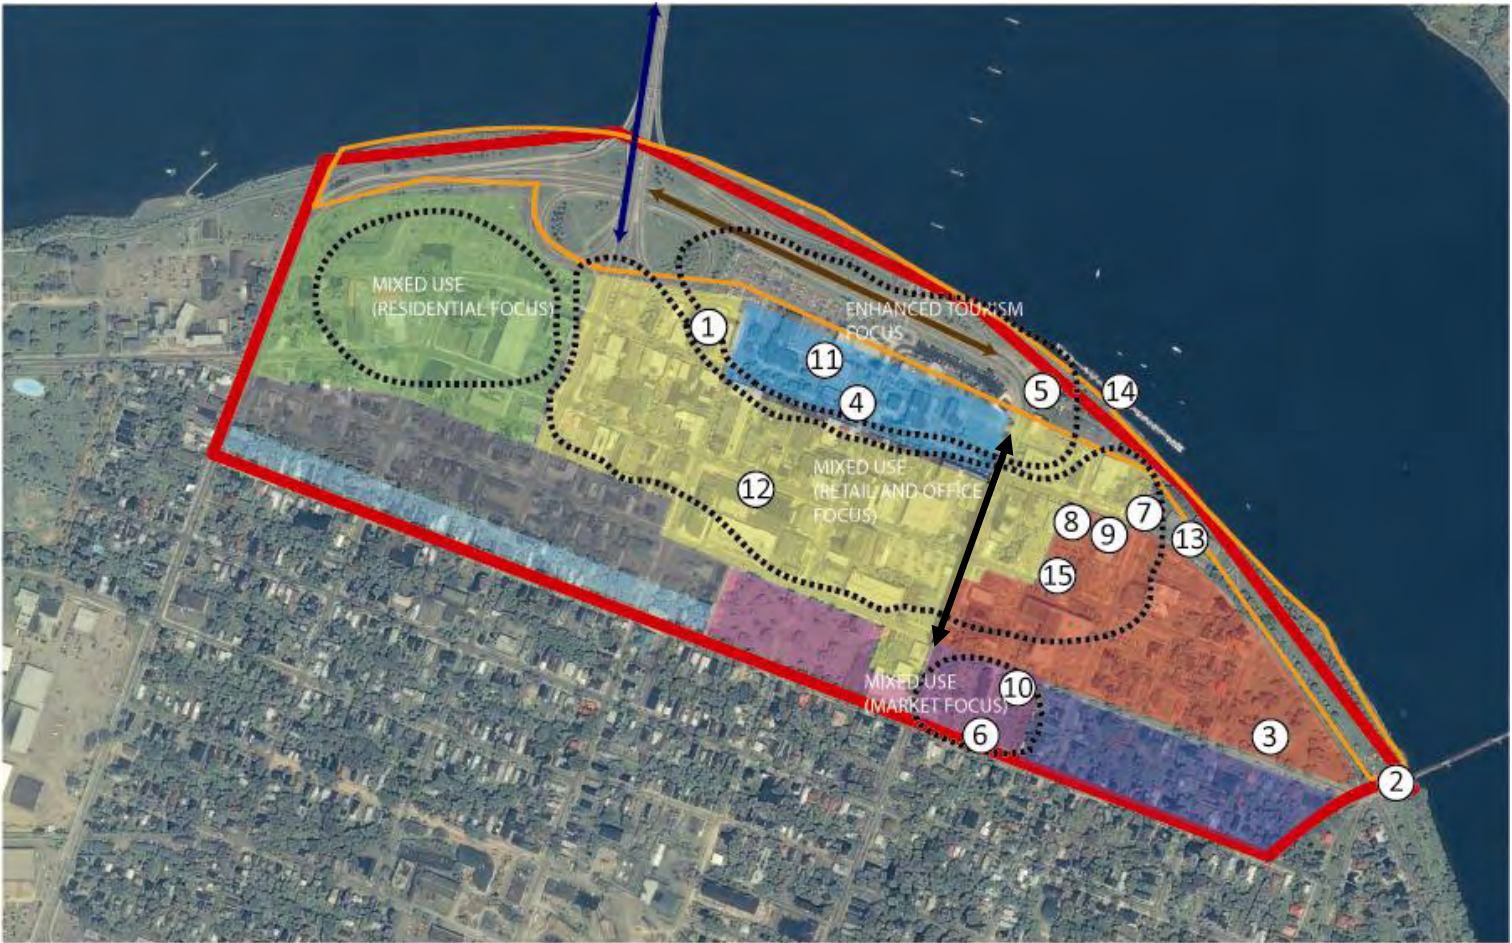 MIXED USE
(RESIDENTIAL FOCUS)
ENHANCED TOURISM
FOCUS
1
11
4
5
14
MIXED USE
(RETAIL AND OFFICE
FOCUS)
12
8
9
7
13
15
MIXED USE
(MARKET FOCUS)
10
6
3
2